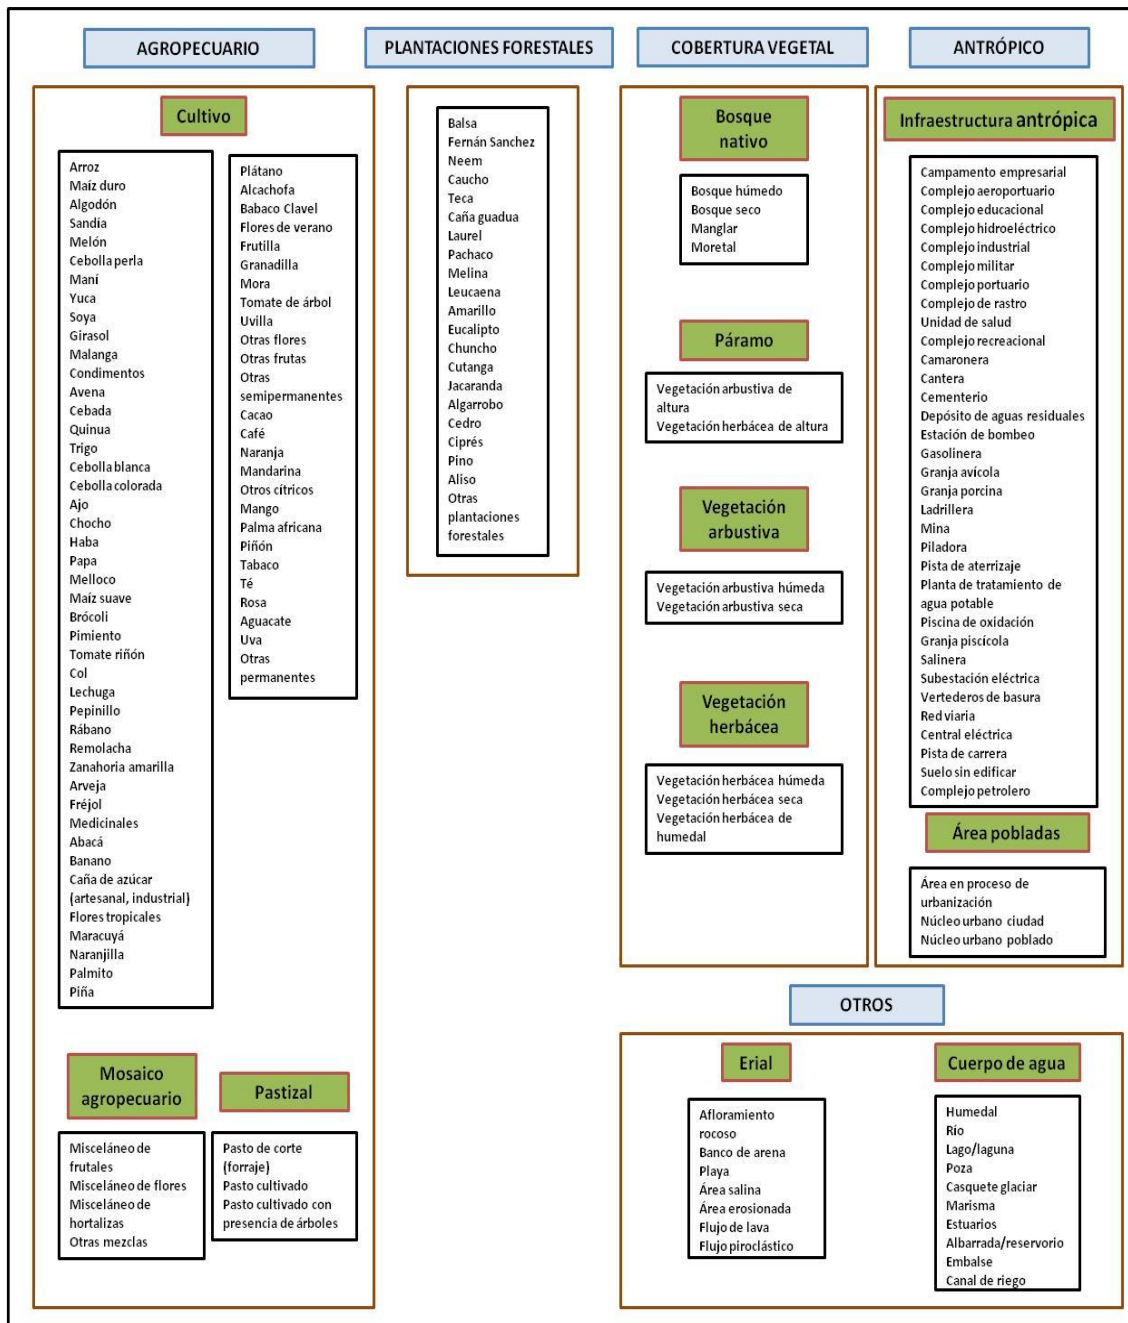 AGROPECUARIO
Cultivo
Arroz
Maíz duro
Algodón
Sandía
Melón
Cebolla perla
Maní
Yuca
Soya
Girasol
Malanga
Condimentos
Avena
Cebada
Quinua
Trigo
Cebolla blanca
Cebolla colorada
Ajo
Chocho
Haba
Papa
Melloco
Maíz suave
Brócoli
Pimiento
Tomate riñón
Col
Lechuga
Pepinillo
Rábano
Remolacha
Zanahoria amarilla
Arveja
Fréjol
Medicinales
Abacá
Banano
Caña de azúcar
(artesanal, industrial)
Flores tropicales
Maracuyá
Naranjilla
Palmito
Piña
Plátano
Alcachofa
Babaco Clavel
Flores de verano
Frutilla
Granadilla
Mora
Tomate de árbol
Uvilla
Otras flores
Otras frutas
Otras
semipermanentes
Cacao
Café
Naranja
Mandarina
Otros cítricos
Mango
Palma africana
Piñón
Tabaco
Té
Rosa
Aguacate
Uva
Otras
permanentes
Mosaico
agropecuario
Misceláneo de
frutales
Misceláneo de flores
Misceláneo de
hortalizas
Otras mezclas
Pastizal
Pasto de corte
(forraje)
Pasto cultivado
Pasto cultivado con
presencia de árboles
PLANTACIONES FORESTALES
Balsa
Fernán Sanchez
Neem
Caucho
Teca
Caña guadua
Laurel
Pachaco
Melina
Leucaena
Amarillo
Eucalipto
Chuncho
Cutanga
Jacaranda
Algarrobo
Cedro
Ciprés
Pino
Aliso
Otras
plantaciones
forestales
COBERTURA VEGETAL
Bosque
nativo
Bosque húmedo
Bosque seco
Manglar
Moretal
Páramo
Vegetación arbustiva de
altura
Vegetación herbácea de altura
Vegetación
arbustiva
Vegetación arbustiva húmeda
Vegetación arbustiva seca
Vegetación
herbácea
Vegetación herbácea húmeda
Vegetación herbácea seca
Vegetación herbácea de
humedal
ANTRÓPICO
Infraestructura antrópica
Campamento empresarial
Complejo aeroportuario
Complejo educacional
Complejo hidroeléctrico
Complejo industrial
Complejo militar
Complejo portuario
Complejo de rastro
Unidad de salud
Complejo recreacional
Camaronera
Cantera
Cementerio
Depósito de aguas residuales
Estación de bombeo
Gasolinera
Granja avícola
Granja porcina
Ladrillera
Mina
Piladora
Pista de aterrizaje
Planta de tratamiento de
agua potable
Piscina de oxidación
Granja piscícola
Salinera
Subestación eléctrica
Vertederos de basura
Red viaria
Central eléctrica
Pista de carrera
Suelo sin edificar
Complejo petrolero
Área pobladas
Área en proceso de
urbanización
Núcleo urbano ciudad
Núcleo urbano poblado
OTROS
Erial
Afloramiento
rocoso
Banco de arena
Playa
Área salina
Área erosionada
Flujo de lava
Flujo piroclástico
Cuerpo de agua
Humedal
Río
Lago/laguna
Poza
Casquete glaciar
Marisma
Estuarios
Albarrada/reservorio
Embalse
Canal de riego